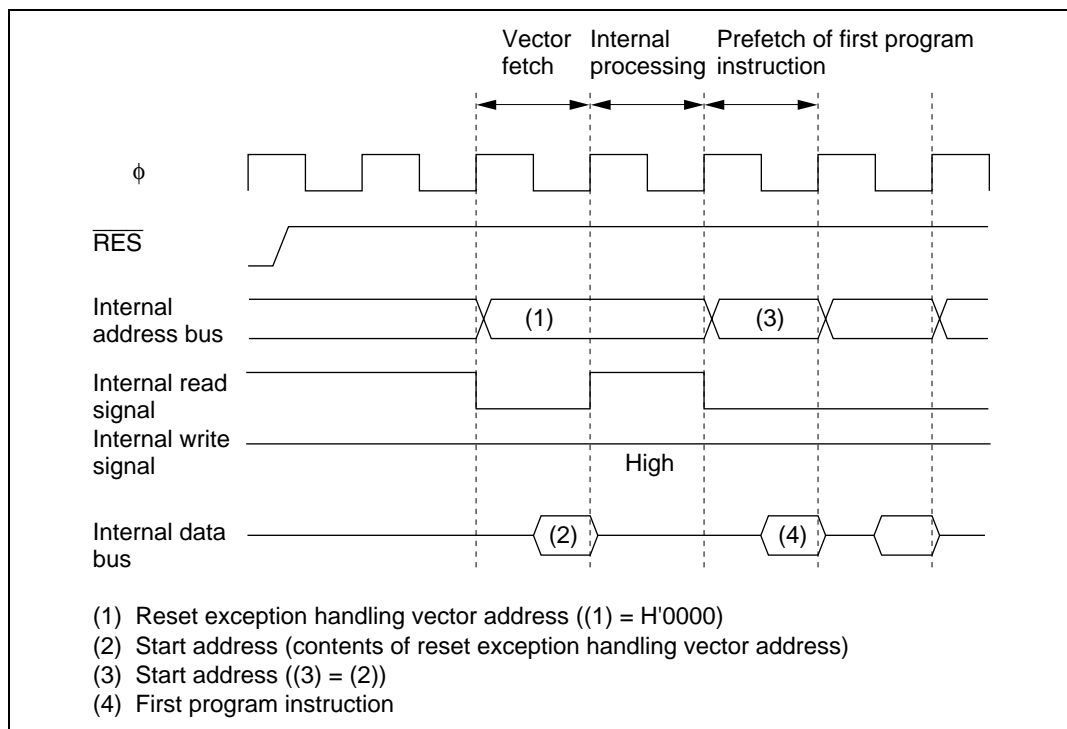 Vector fetch
Internal processing
Prefetch of first program instruction
φ
RES
Internal address bus
(1)
(3)
Internal read signal
Internal write signal
High
Internal data bus
(2)
(4)
(1) Reset exception handling vector address ((1) = H'0000)
(2) Start address (contents of reset exception handling vector address)
(3) Start address ((3) = (2))
(4) First program instruction